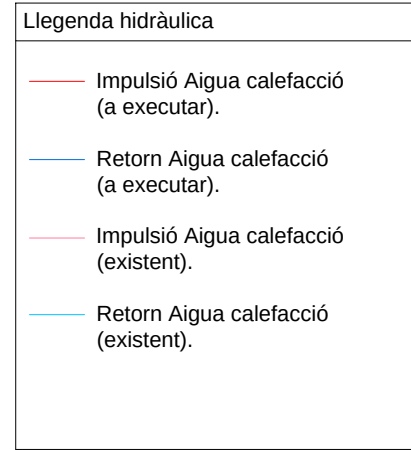 Llegenda hidràulica
Impulsió Aigua calefacció
(a executar).
Retorn Aigua calefacció
(a executar).
Impulsió Aigua calefacció
(existent).
Retorn Aigua calefacció
(existent).